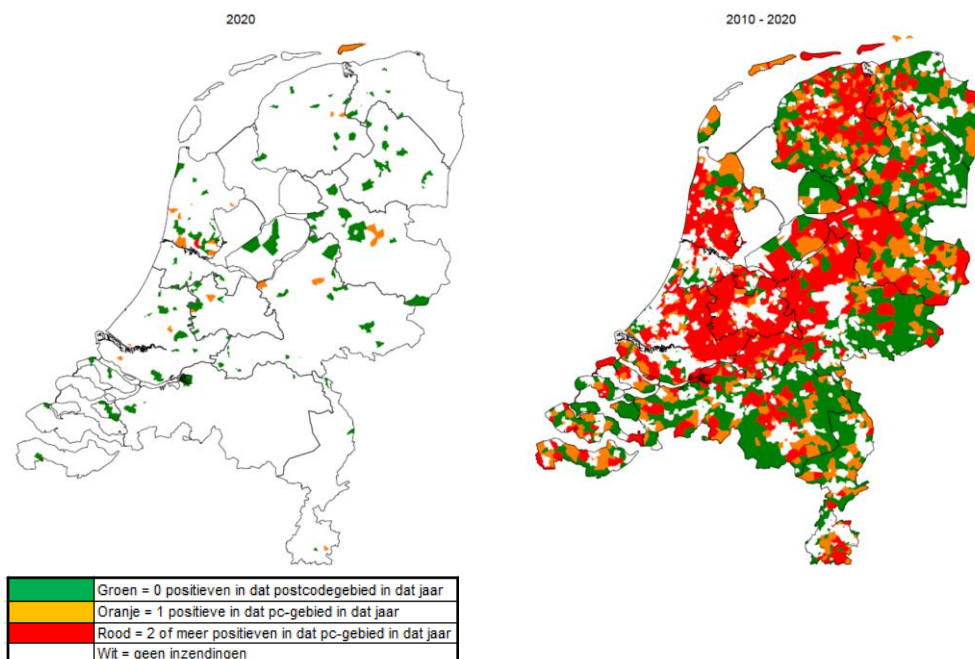 2020
2010 - 2020
Groen = 0 positieven in dat postcodegebied in dat jaar
Oranje = 1 positieve in dat pc-gebied in dat jaar
Rood = 2 of meer positieven in dat pc-gebied in dat jaar
Wit = geen inzendingen